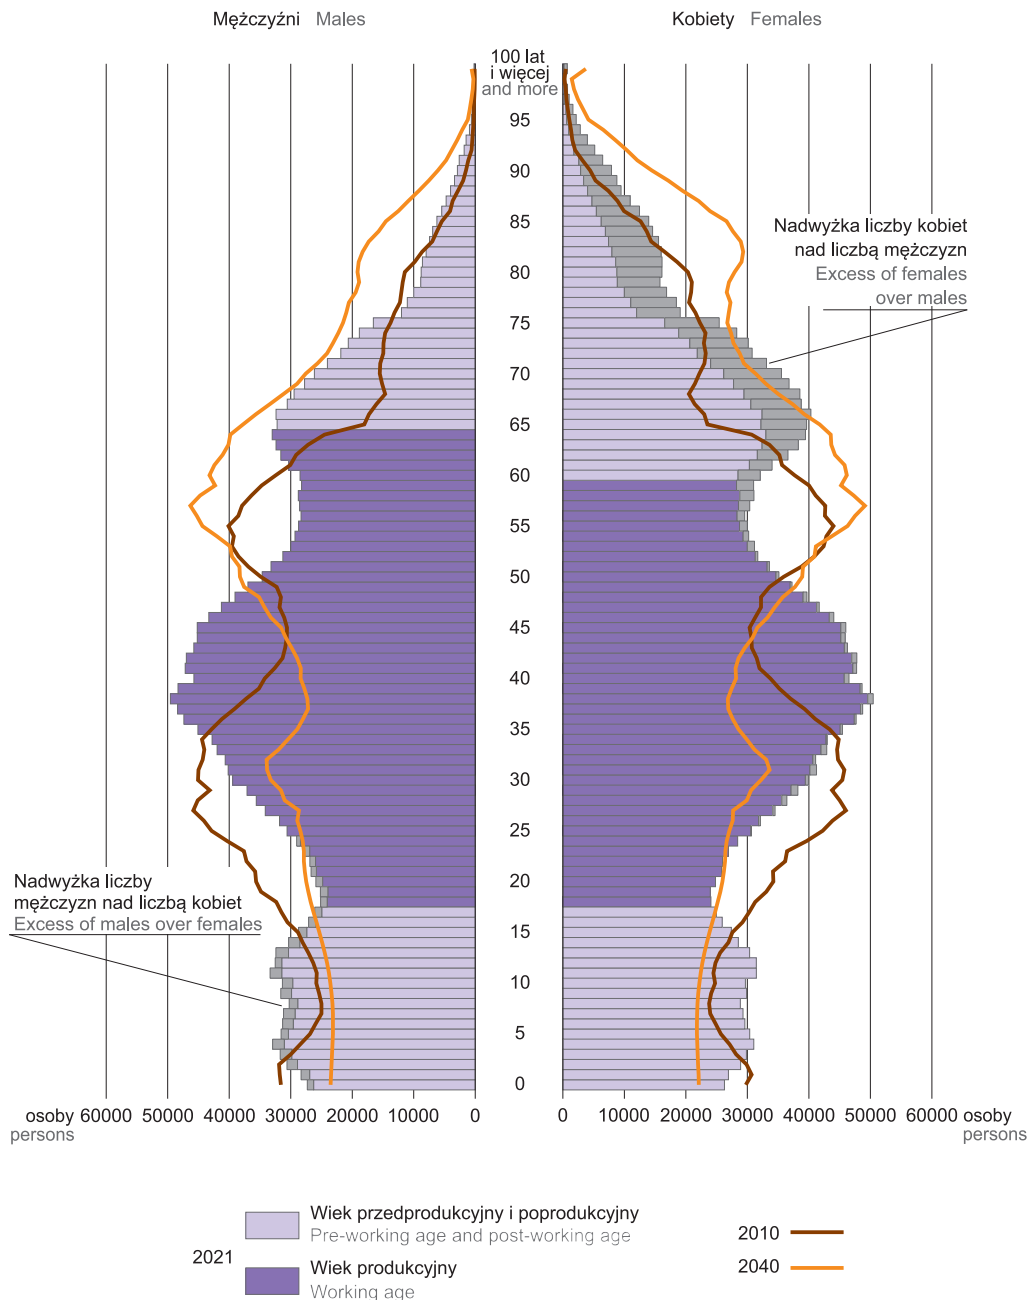 Mężczyźni Males
Kobiety Females
100 lat
i więcej
and more
95
90
85
80
75
70
65
60
55
50
45
40
35
30
25
20
15
10
5
0
Nadwyżka liczby kobiet
nad liczbą mężczyzn
Excess of females
over males
Nadwyżka liczby
mężczyzn nad liczbą kobiet
Excess of males over females
osoby 60000 50000 40000 30000 20000 10000 0
persons
0 10000 20000 30000 40000 50000 60000 osoby
persons
2021
Wiek przedprodukcyjny i poprodukcyjny
Pre-working age and post-working age
Wiek produkcyjny
Working age
2010
2040